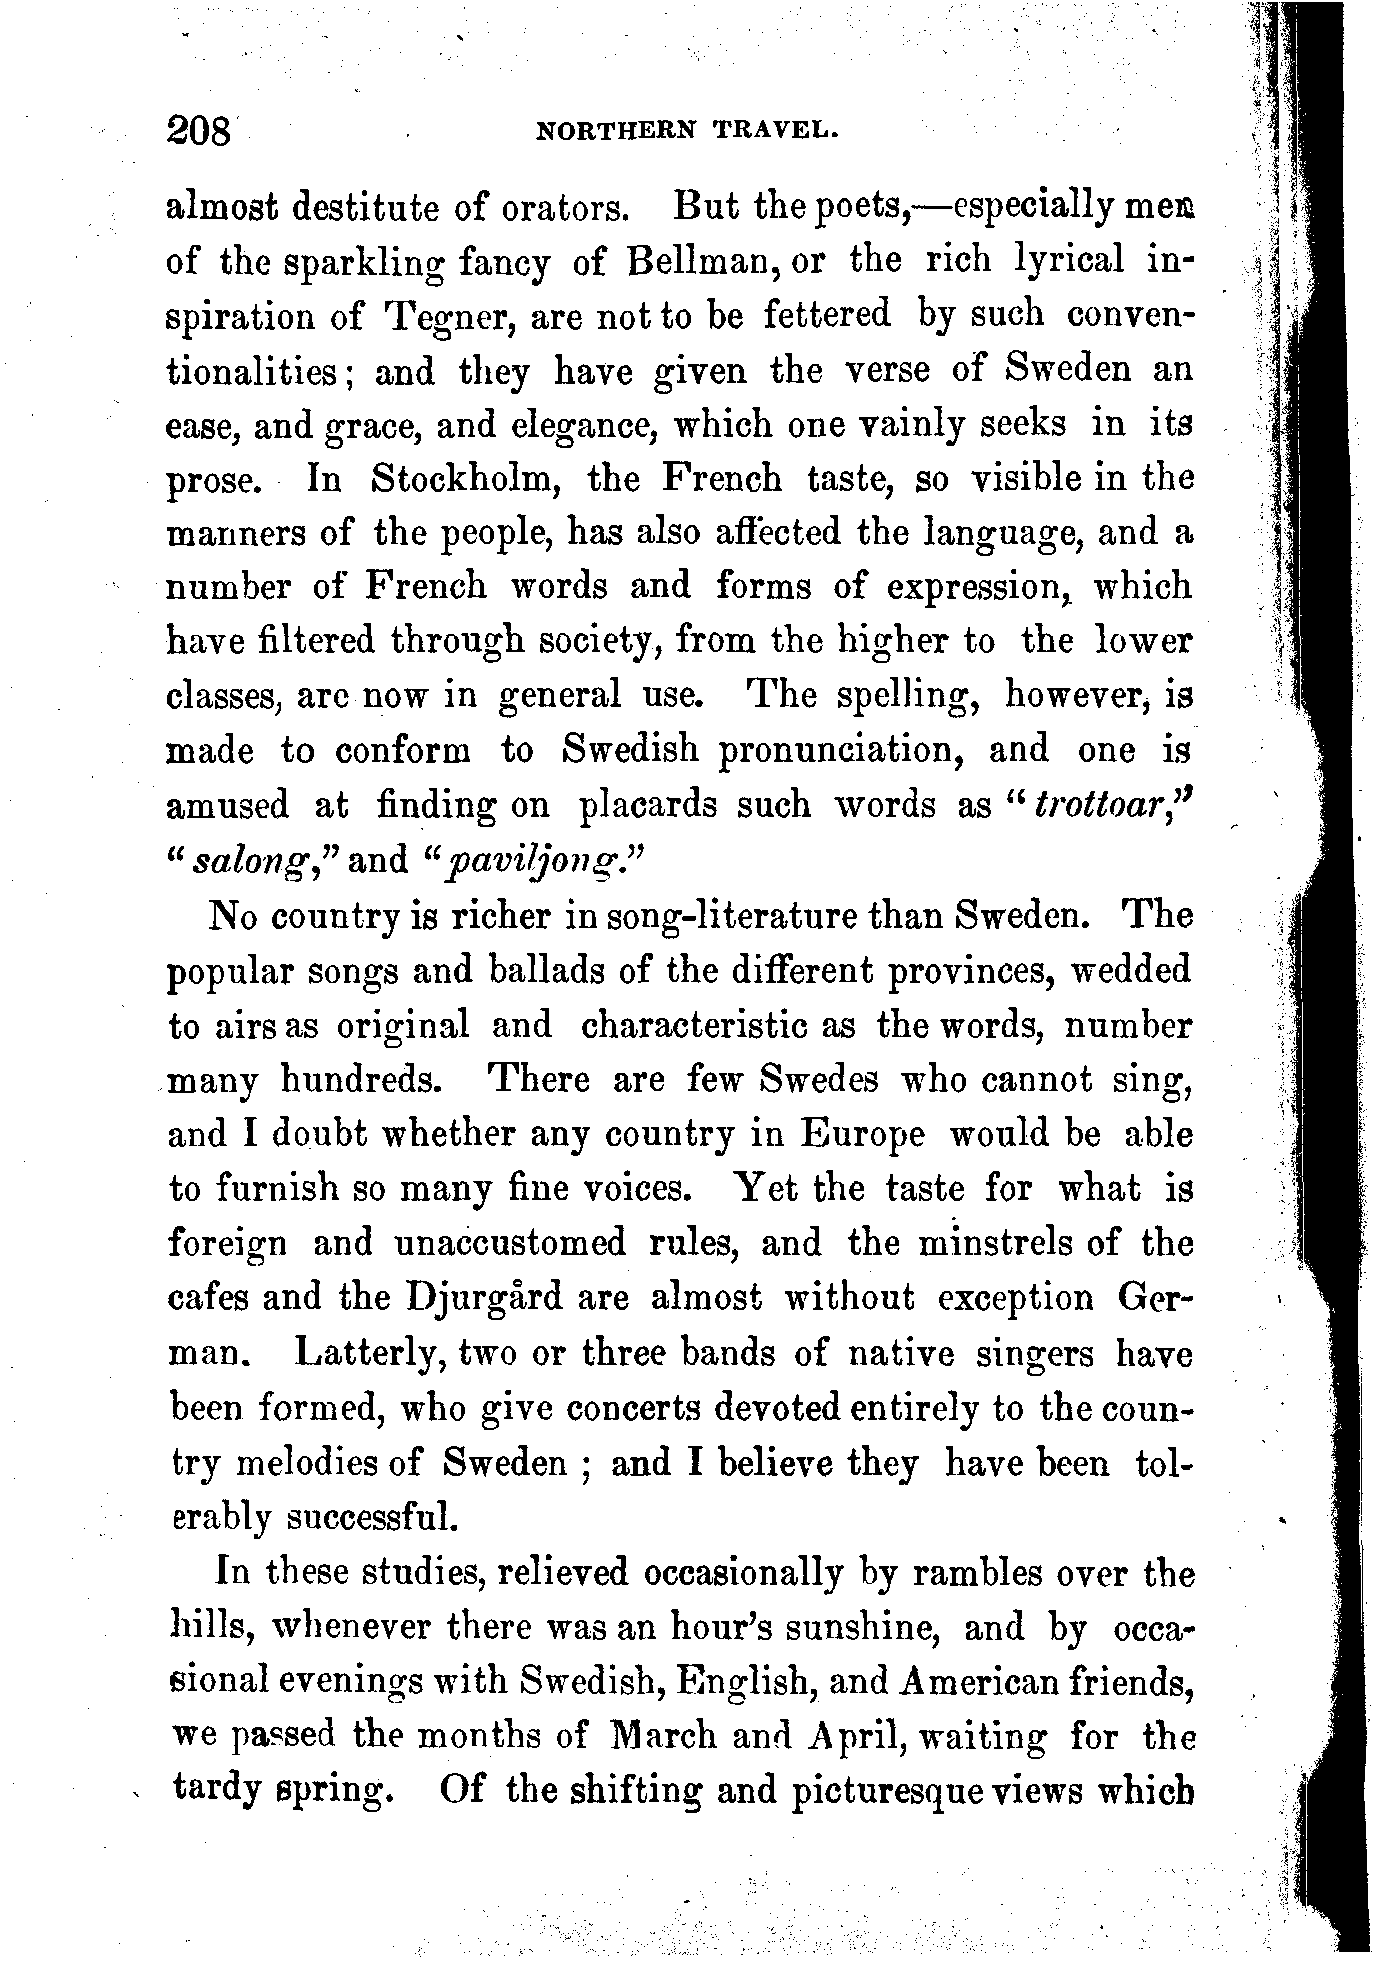 208 NORTHERN TRAVEL.
almost destitute of orators. But the poets,—especially men
of the sparkling fancy of Bellman, or the rich lyrical in-
spiration of Tegner, are not to be fettered by such conven-
tionalities; and they have given the verse of Sweden an
ease, and grace, and elegance, which one vainly seeks in its
prose. In Stockholm, the French taste, so visible in the
manners of the people, has also affected the language, and a
number of French words and forms of expression, which
have filtered through society, from the higher to the lower
classes, are now in general use. The spelling, however, is
made to conform to Swedish pronunciation, and one is
amused at finding on placards such words as "trottoar,"
"salong," and "paviljong."
No country is richer in song-literature than Sweden. The
popular songs and ballads of the different provinces, wedded
to airs as original and characteristic as the words, number
many hundreds. There are few Swedes who cannot sing,
and I doubt whether any country in Europe would be able
to furnish so many fine voices. Yet the taste for what is
foreign and unaccustomed rules, and the minstrels of the
cafes and the Djurgård are almost without exception Ger-
man. Latterly, two or three bands of native singers have
been formed, who give concerts devoted entirely to the coun-
try melodies of Sweden ; and I believe they have been tol-
erably successful.
In these studies, relieved occasionally by rambles over the
hills, whenever there was an hour's sunshine, and by occa-
sional evenings with Swedish, English, and American friends,
we passed the months of March and April, waiting for the
tardy spring. Of the shifting and picturesque views which